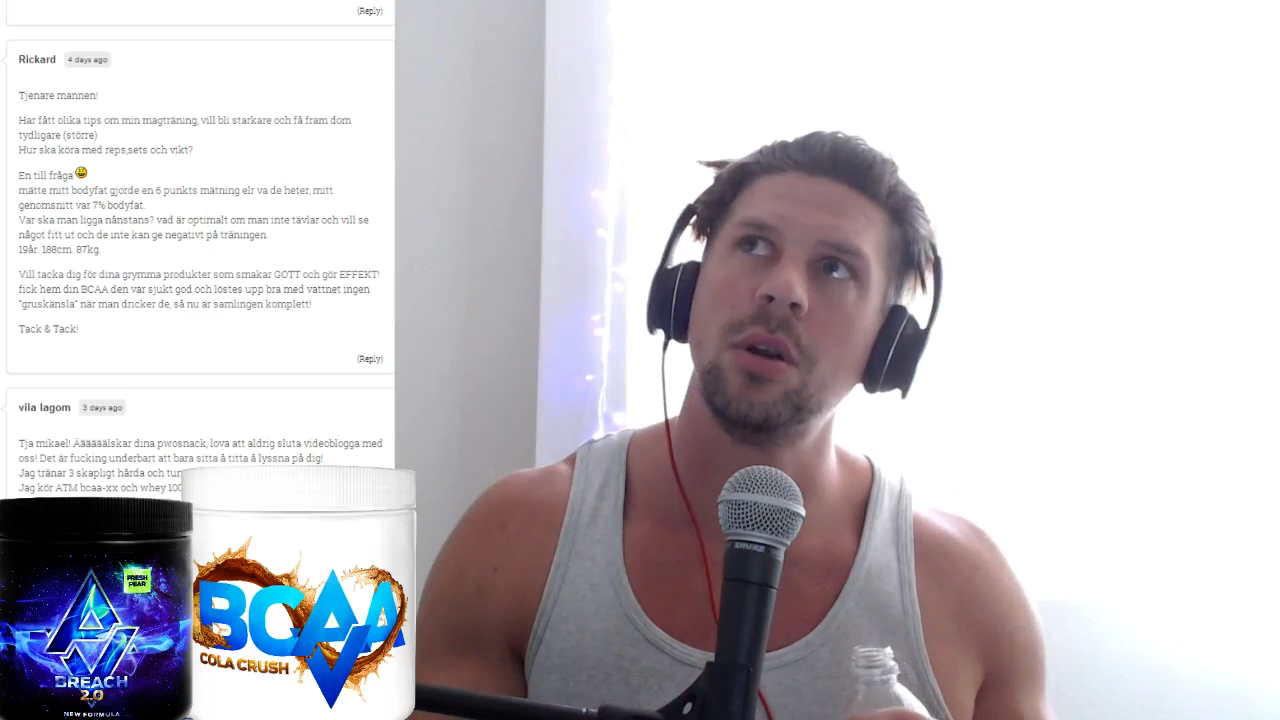 (Reply)
Rickard 4 days ago
Tjenare mannen!
Har fått olika tips om min magträning, vill bli starkare och få fram dom
tydligare (större)
Hur ska köra med reps,sets och vikt?
En till fråga
mätte mitt bodyfat gjorde en 6 punkts mätning elr va de heter, mitt
genomsnitt var 7% bodyfat.
Var ska man ligga nånstans? vad är optimalt om man inte tävlar och vill se
något fitt ut och de inte kan ge negativt på träningen.
19år. 188cm. 87kg.
Vill tacka dig för dina grymma produkter som smakar GOTT och gör EFFEKT!
fick hem din BCAA den var sjukt god och löstes upp bra med vattnet ingen
"gruskänsla" när man dricker de, så nu är samlingen komplett!
Tack & Tack!
(Reply)
vila lagom 3 days ago
Tja mikael! Äääääälskar dina pwosnack, lova att aldrig sluta videoblogga med
oss! Det är fucking underbart att bara sitta å titta å lyssna på dig!
Jag tränar 3 skapligt hårda och tun
Jag kör ATM bcaa-xx och whey 100
FRESH
PEAR
BREACH
2.0
NEW FORMULA
BCAA
COLA CRUSH
SHURE